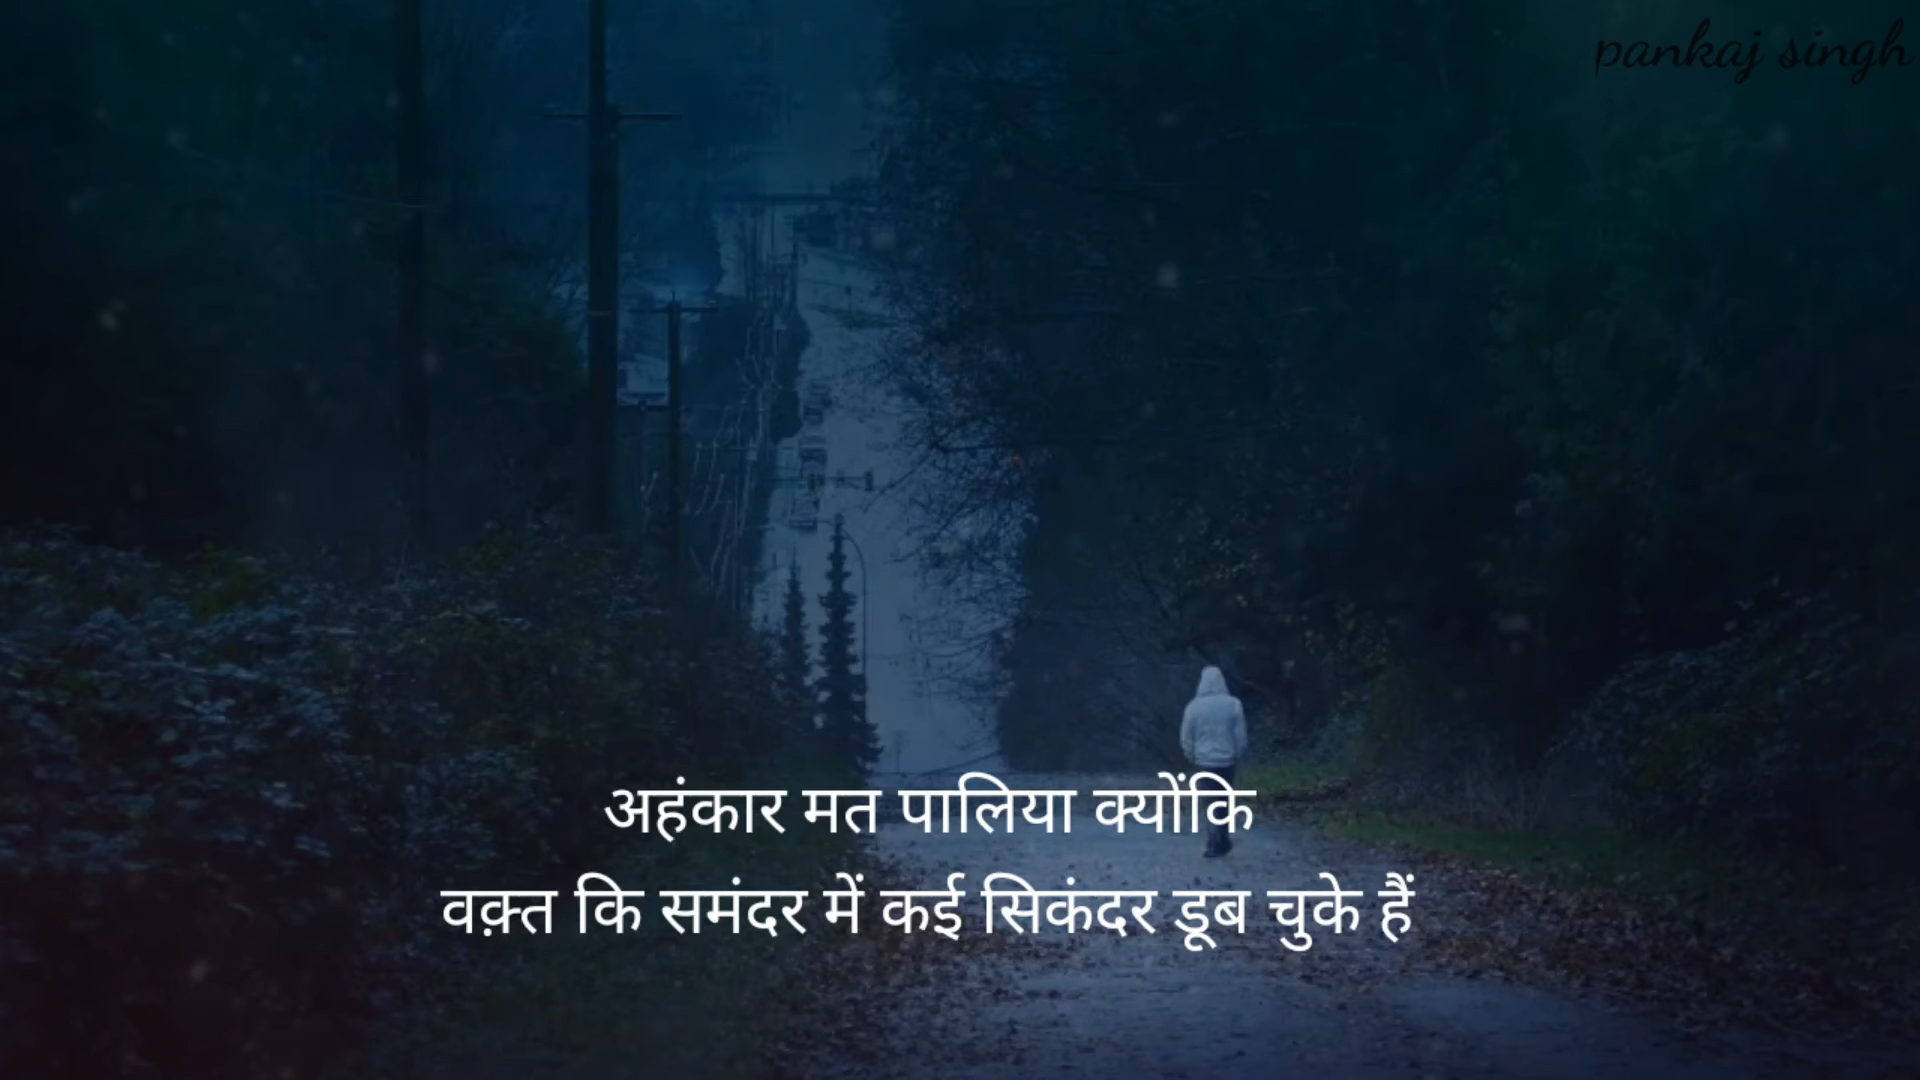 pankaj singh
अहंकार मत पालिया क्योंकि
वक़्त कि समंदर में कई सिकंदर डूब चुके हैं